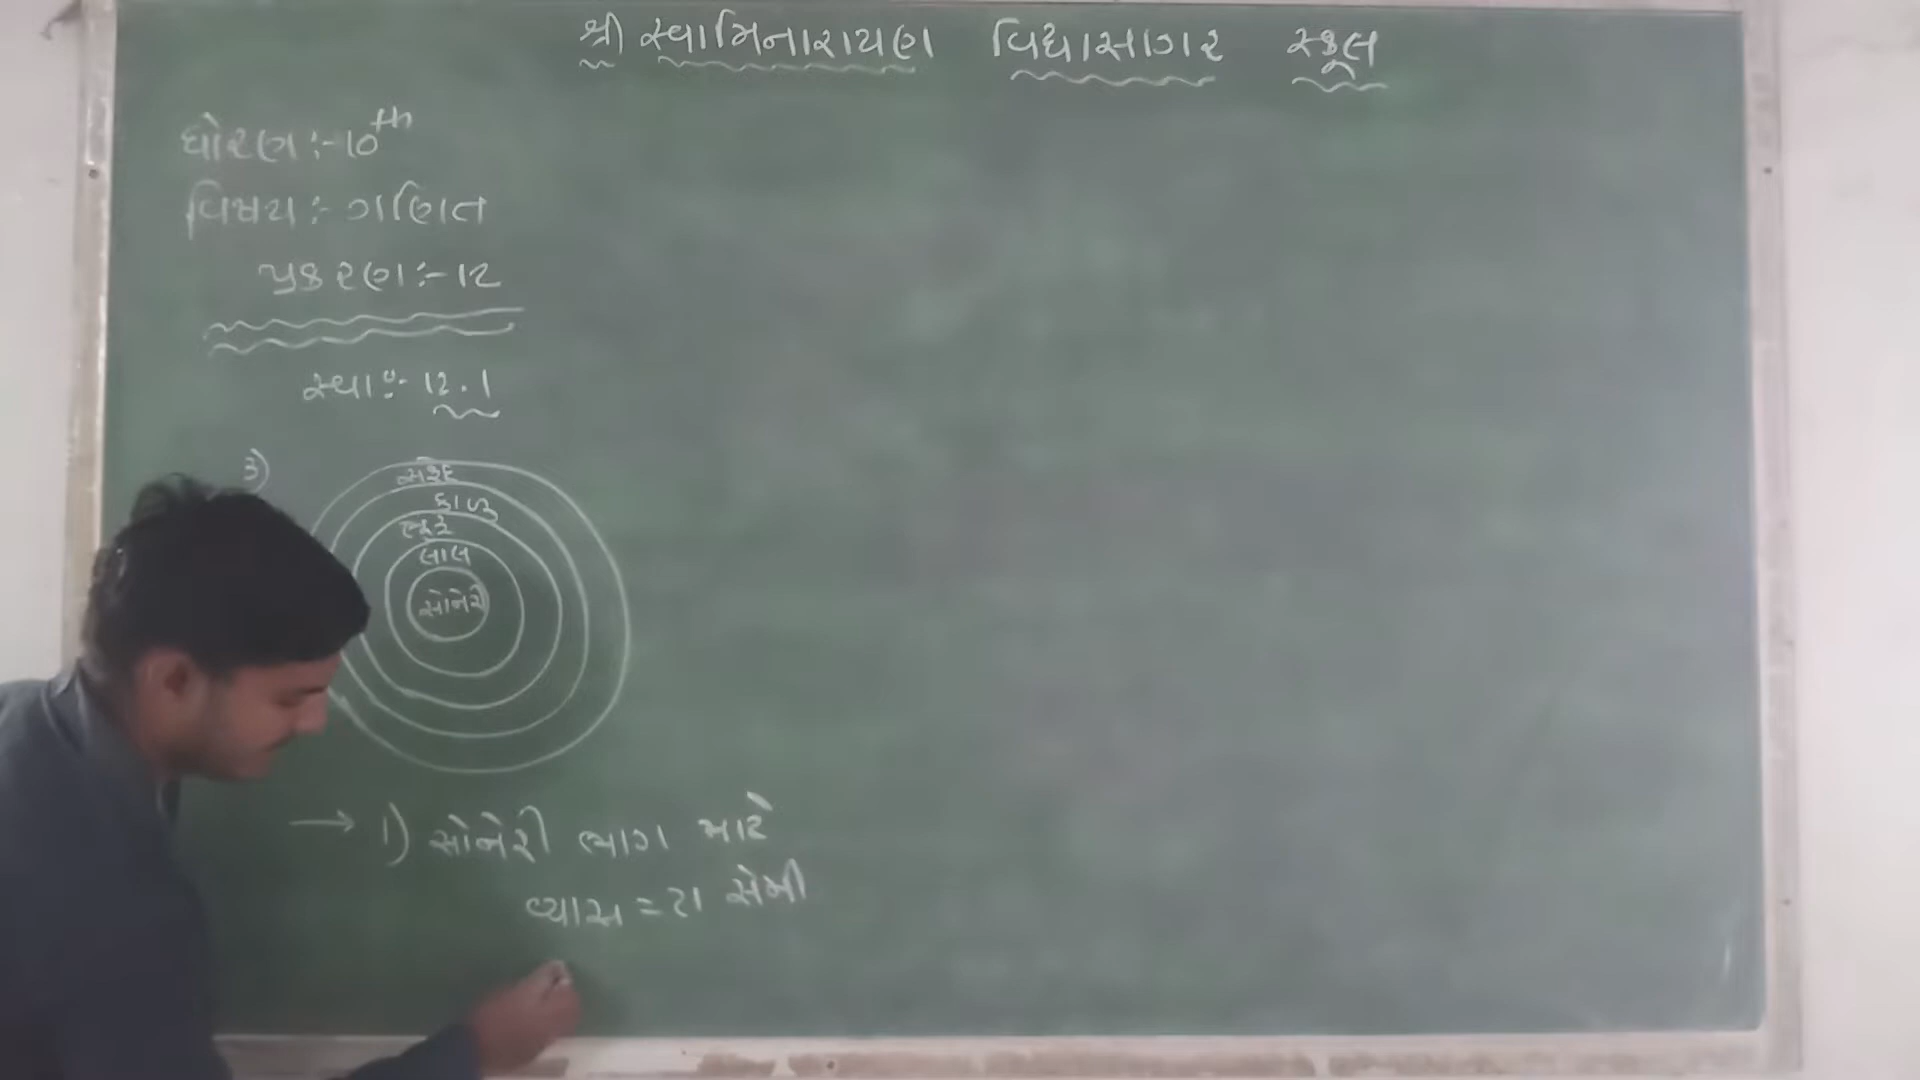 શ્રી સ્વામિનારાયણ વિદ્યાસાગર સ્કૂલ
ધોરણ :- 10th
વિષય :- ગણિત
પ્રકરણ :- 12
સ્વા :- 12.1
3)
સફેદ
કાળુ
ભૂરે
લાલ
સોનેરી
→ 1) સોનેરી ભાગ માટે
વ્યાસ = 21 સેમી